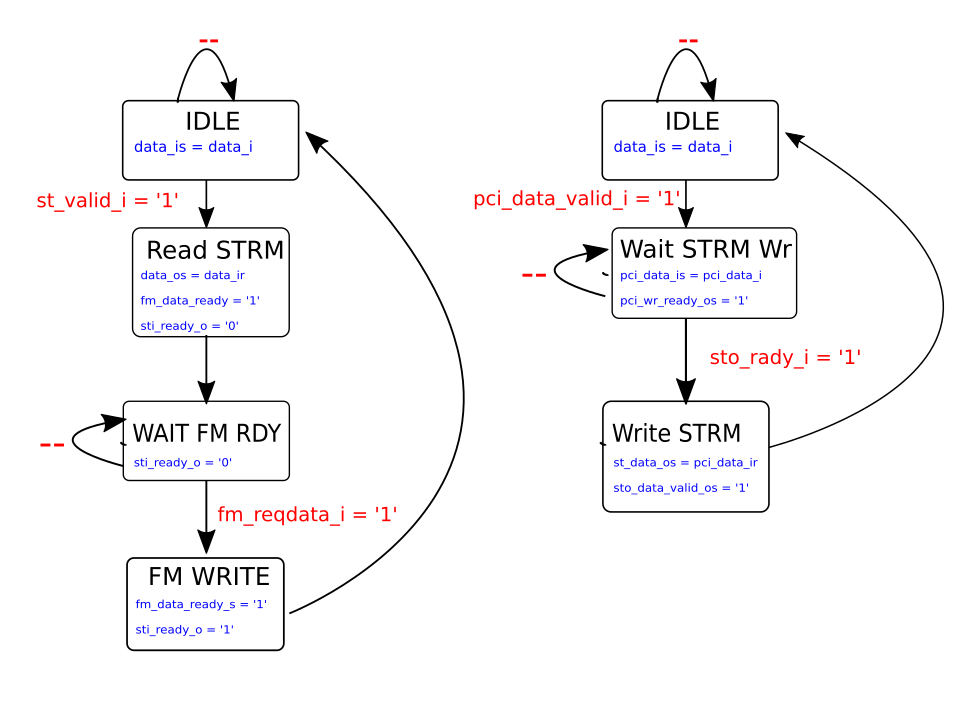 --
IDLE
data_is = data_i
st_valid_i = '1'
Read STRM
data_os = data_ir
fm_data_ready = '1'
sti_ready_o = '0'
--
WAIT FM RDY
sti_ready_o = '0'
fm_reqdata_i = '1'
FM WRITE
fm_data_ready_s = '1'
sti_ready_o = '1'
--
IDLE
data_is = data_i
pci_data_valid_i = '1'
Wait STRM Wr
--
pci_data_is = pci_data_i
pci_wr_ready_os = '1'
sto_rady_i = '1'
Write STRM
st_data_os = pci_data_ir
sto_data_valid_os = '1'